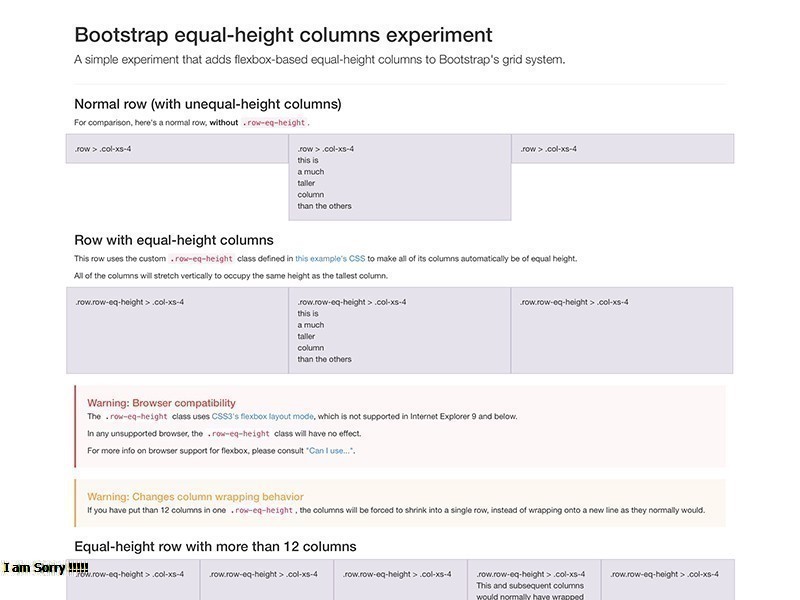 Bootstrap equal-height columns experiment
A simple experiment that adds flexbox-based equal-height columns to Bootstrap's grid system.
Normal row (with unequal-height columns)
For comparison, here's a normal row, without .row-eq-height .
.row > .col-xs-4
.row > .col-xs-4
this is
a much
taller
column
than the others
.row > .col-xs-4
Row with equal-height columns
This row uses the custom .row-eq-height class defined in this example's CSS to make all of its columns automatically be of equal height.
All of the columns will stretch vertically to occupy the same height as the tallest column.
.row.row-eq-height > .col-xs-4
.row.row-eq-height > .col-xs-4
this is
a much
taller
column
than the others
.row.row-eq-height > .col-xs-4
Warning: Browser compatibility
The .row-eq-height class uses CSS3's flexbox layout mode, which is not supported in Internet Explorer 9 and below.
In any unsupported browser, the .row-eq-height class will have no effect.
For more info on browser support for flexbox, please consult "Can I use...".
Warning: Changes column wrapping behavior
If you have put than 12 columns in one .row-eq-height , the columns will be forced to shrink into a single row, instead of wrapping onto a new line as they normally would.
Equal-height row with more than 12 columns
I am Sorry !!!!!
.row.row-eq-height > .col-xs-4
.row.row-eq-height > .col-xs-4
.row.row-eq-height > .col-xs-4
.row.row-eq-height > .col-xs-4
This and subsequent columns
would normally have wrapped
.row.row-eq-height > .col-xs-4